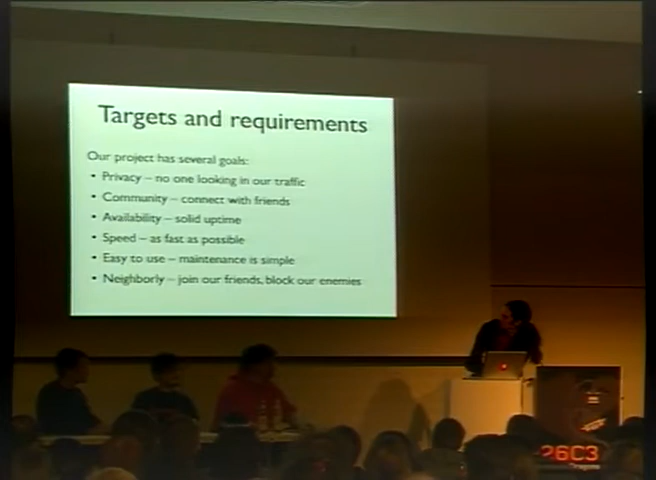 Targets and requirements
Our project has several goals:
• Privacy – no one looking in our traffic
• Community – connect with friends
• Availability – solid uptime
• Speed – as fast as possible
• Easy to use – maintenance is simple
• Neighborly – join our friends, block our enemies
26C3